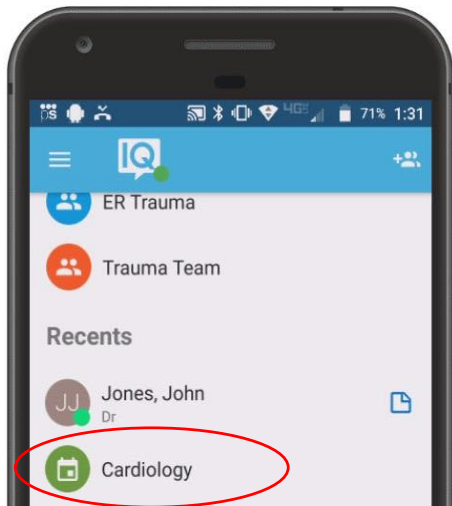 71% 1:31
IQ
ER Trauma
Trauma Team
Recents
JJ
Jones, John
Dr
Cardiology